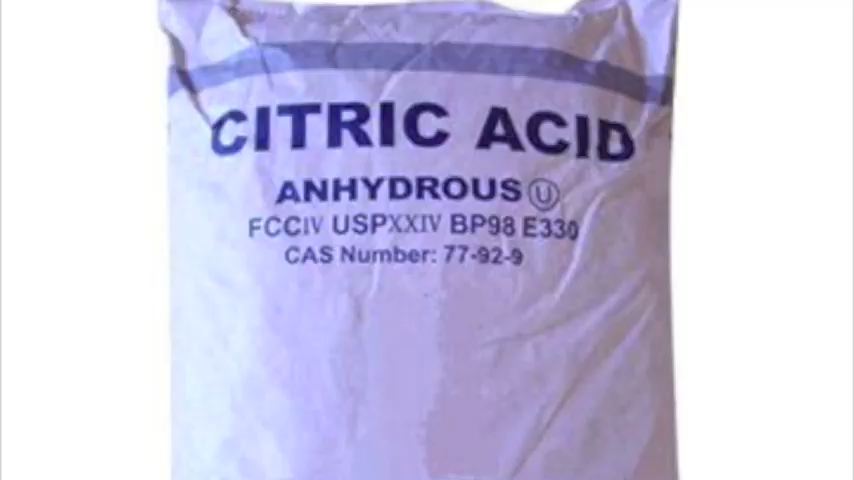 CITRIC ACID
ANHYDROUS Ⓤ
FCCIV USPXXIV BP98 E330
CAS Number: 77-92-9